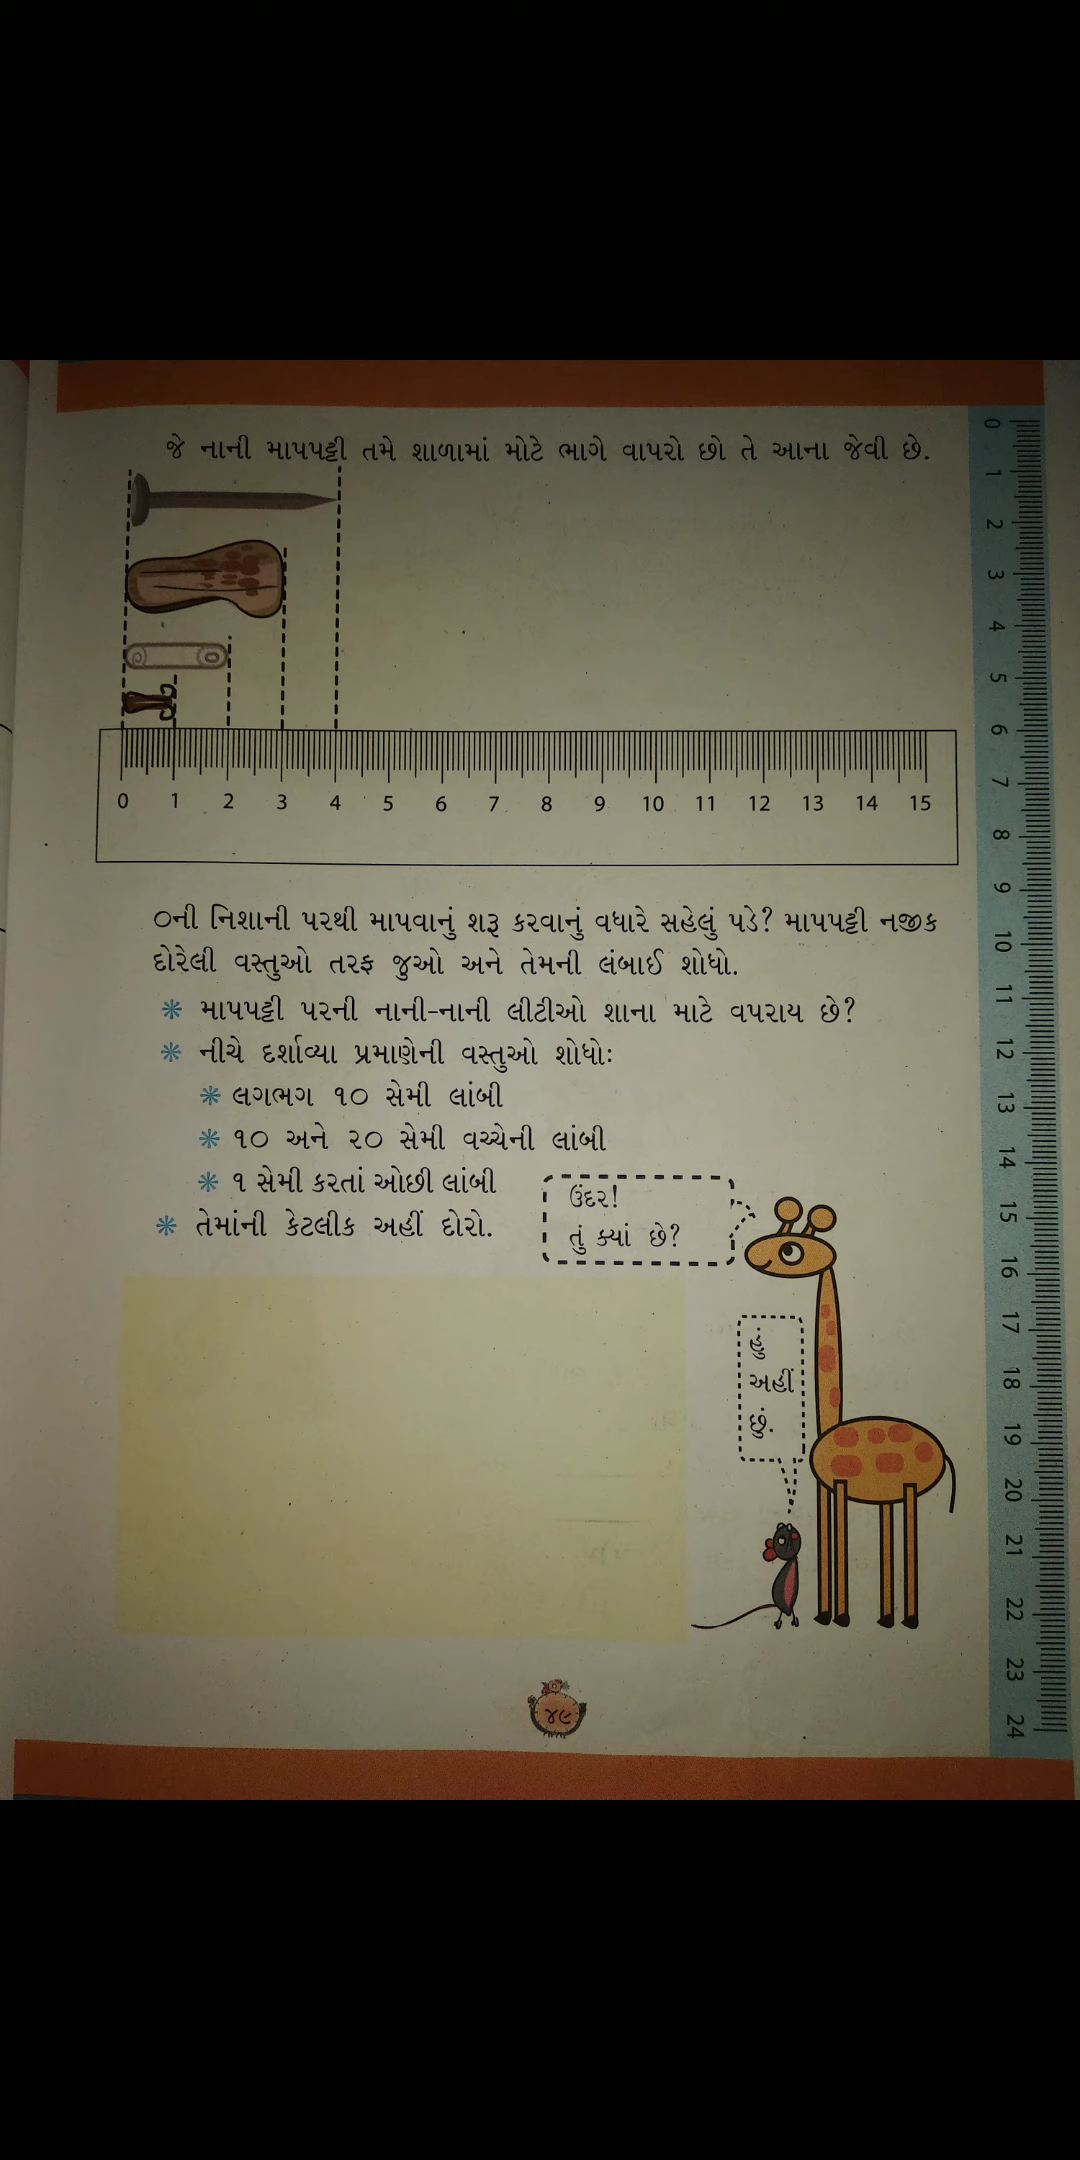 જે નાની માપપટ્ટી તમે શાળામાં મોટે ભાગે વાપરો છો તે આના જેવી છે.
0 1 2 3 4 5 6 7 8 9 10 11 12 13 14 15
૦ની નિશાની પરથી માપવાનું શરૂ કરવાનું વધારે સહેલું પડે? માપપટ્ટી નજીક
દોરેલી વસ્તુઓ તરફ જુઓ અને તેમની લંબાઈ શોધો.
* માપપટ્ટી પરની નાની-નાની લીટીઓ શાના માટે વપરાય છે?
* નીચે દર્શાવ્યા પ્રમાણેની વસ્તુઓ શોધોઃ
* લગભગ ૧૦ સેમી લાંબી
* ૧૦ અને ૨૦ સેમી વચ્ચેની લાંબી
* ૧ સેમી કરતાં ઓછી લાંબી
* તેમાંની કેટલીક અહીં દોરો.
ઉંદર!
તું ક્યાં છે?
હું
અહીં
છું
૪૯
0 1 2 3 4 5 6 7 8 9 10 11 12 13 14 15 16 17 18 19 20 21 22 23 24